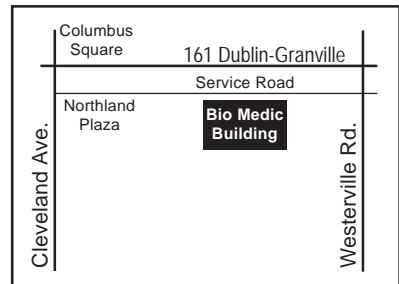 Columbus
Square
161 Dublin-Granville
Service Road
Northland
Plaza
Bio Medic
Building
Cleveland Ave.
Westerville Rd.